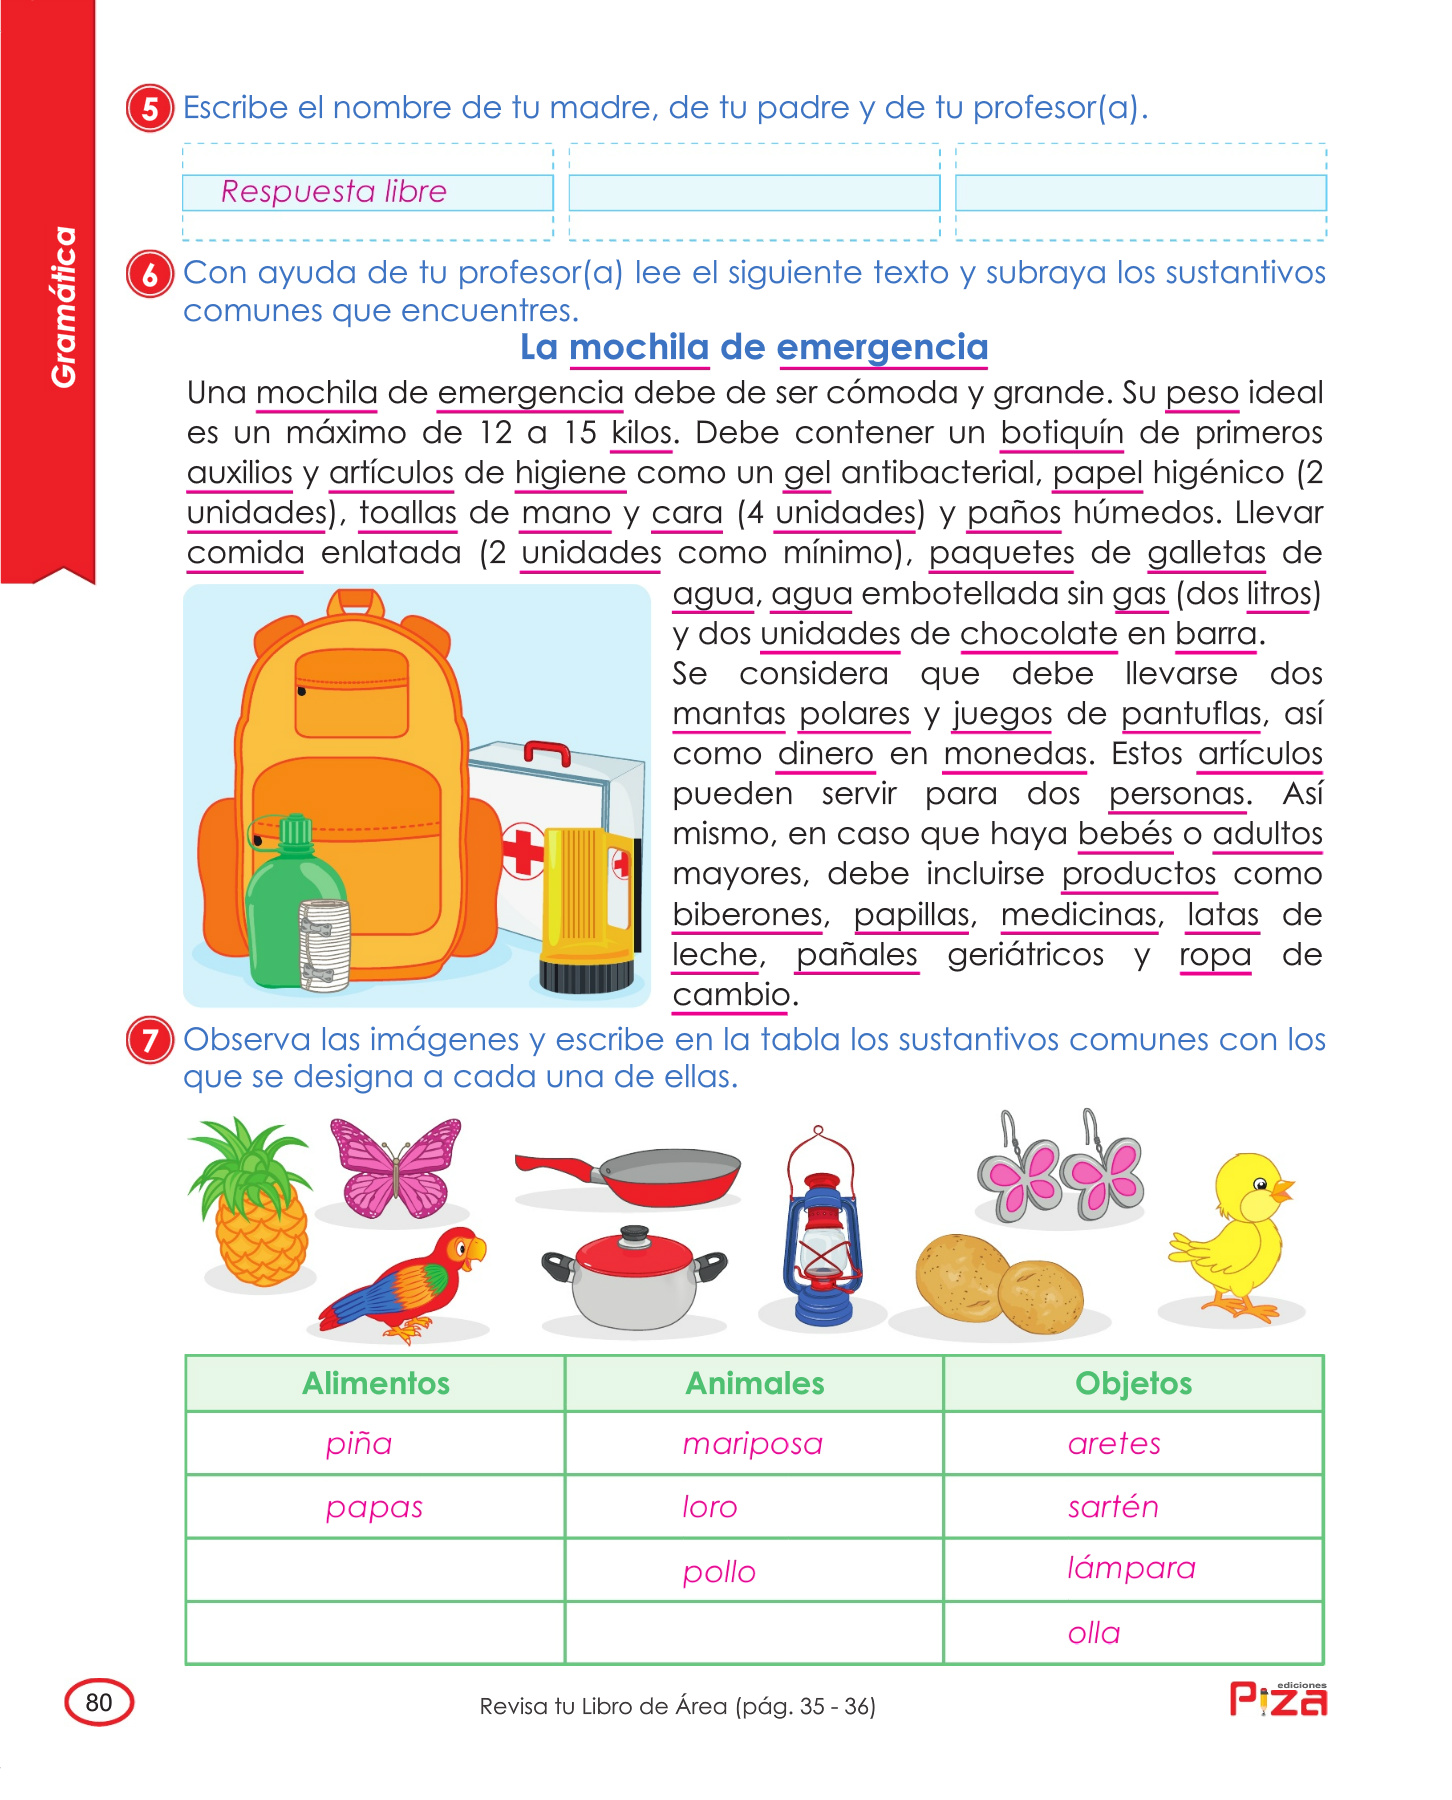 Gramática
5 Escribe el nombre de tu madre, de tu padre y de tu profesor(a).
Respuesta libre
6 Con ayuda de tu profesor(a) lee el siguiente texto y subraya los sustantivos
comunes que encuentres.
La mochila de emergencia
Una mochila de emergencia debe de ser cómoda y grande. Su peso ideal
es un máximo de 12 a 15 kilos. Debe contener un botiquín de primeros
auxilios y artículos de higiene como un gel antibacterial, papel higénico (2
unidades), toallas de mano y cara (4 unidades) y paños húmedos. Llevar
comida enlatada (2 unidades como mínimo), paquetes de galletas de
agua, agua embotellada sin gas (dos litros)
y dos unidades de chocolate en barra.
Se considera que debe llevarse dos
mantas polares y juegos de pantuflas, así
como dinero en monedas. Estos artículos
pueden servir para dos personas. Así
mismo, en caso que haya bebés o adultos
mayores, debe incluirse productos como
biberones, papillas, medicinas, latas de
leche, pañales geriátricos y ropa de
cambio.
7 Observa las imágenes y escribe en la tabla los sustantivos comunes con los
que se designa a cada una de ellas.
Alimentos Animales Objetos
piña mariposa aretes
papas loro sartén
pollo lámpara
olla
80
Revisa tu Libro de Área (pág. 35 - 36)
ediciones
Piza